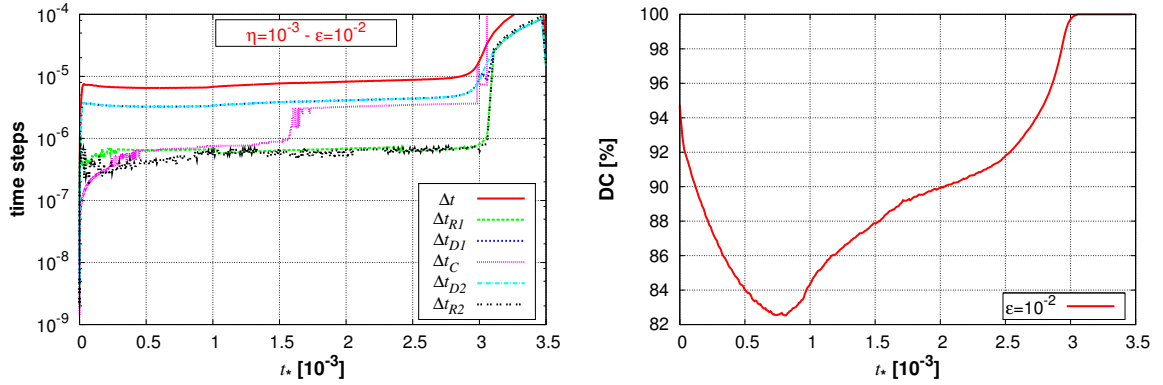 η=10⁻³ - ε=10⁻²
time steps
10⁻⁴
10⁻⁵
10⁻⁶
10⁻⁷
10⁻⁸
10⁻⁹
Δt
Δt_R1
Δt_D1
Δt_C
Δt_D2
Δt_R2
0 0.5 1 1.5 2 2.5 3 3.5
t⋆ [10⁻³]
DC [%]
100
98
96
94
92
90
88
86
84
82
ε=10⁻²
0 0.5 1 1.5 2 2.5 3 3.5
t⋆ [10⁻³]